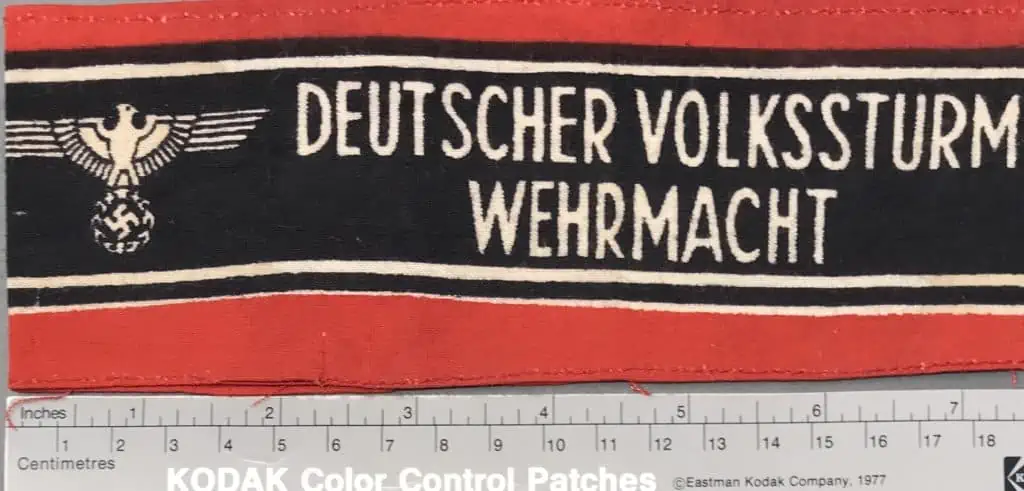 DEUTSCHER VOLKSSTURM
WEHRMACHT
Inches 1 2 3 4 5 6 7
1 2 3 4 5 6 7 8 9 10 11 12 13 14 15 16 17 18
Centimetres
KODAK Color Control Patches ©Eastman Kodak Company, 1977